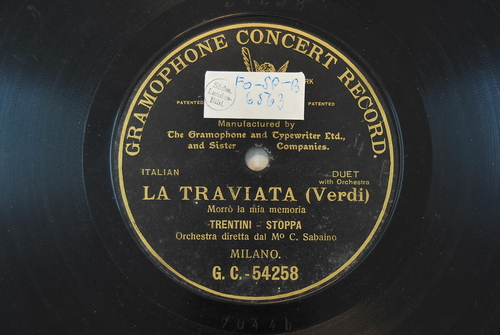 GRAMOPHONE CONCERT RECORD.
Fo-SP-B
6563
PATENTED
PATENTED
Manufactured by
The Gramophone and Typewriter Ltd.,
and Sister Companies.
ITALIAN
DUET
with Orchestra
LA TRAVIATA (Verdi)
Morrò la mia memoria
TRENTINI - STOPPA
Orchestra diretta dal Mº C. Sabaino
MILANO.
G. C.-54258